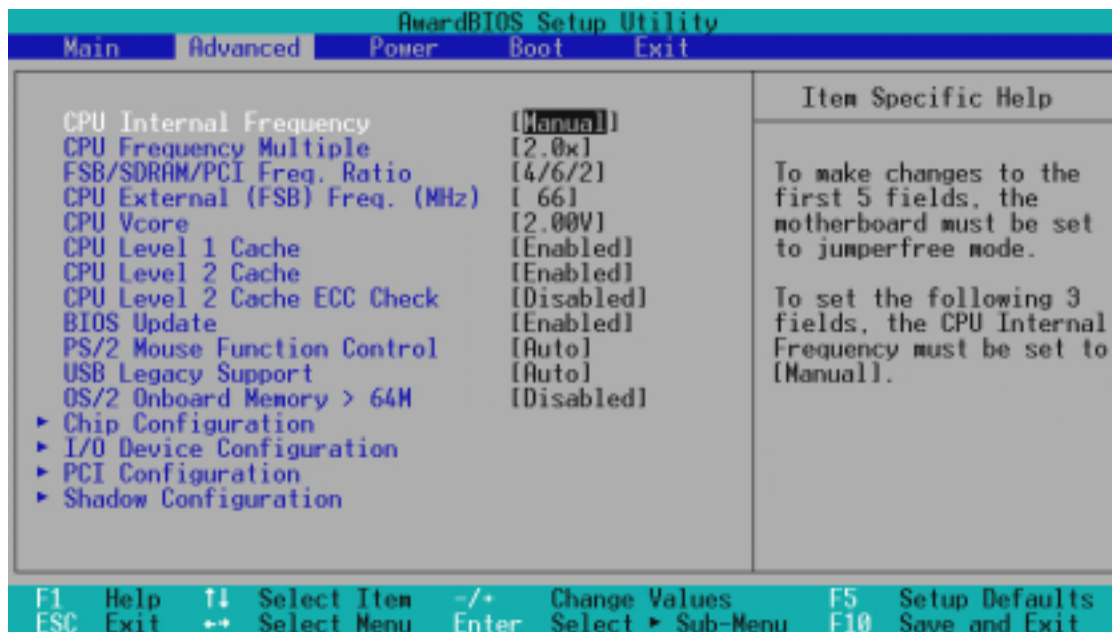 AwardBIOS Setup Utility
Main Advanced Power Boot Exit
CPU Internal Frequency [Manual]
CPU Frequency Multiple [2.0x]
FSB/SDRAM/PCI Freq. Ratio [4/6/2]
CPU External (FSB) Freq. (MHz) [ 66]
CPU Vcore [2.00V]
CPU Level 1 Cache [Enabled]
CPU Level 2 Cache [Enabled]
CPU Level 2 Cache ECC Check [Disabled]
BIOS Update [Enabled]
PS/2 Mouse Function Control [Auto]
USB Legacy Support [Auto]
OS/2 Onboard Memory > 64M [Disabled]
▸ Chip Configuration
▸ I/O Device Configuration
▸ PCI Configuration
▸ Shadow Configuration
Item Specific Help
To make changes to the
first 5 fields, the
motherboard must be set
to jumperfree mode.
To set the following 3
fields, the CPU Internal
Frequency must be set to
[Manual].
F1 Help ↑↓ Select Item -/+ Change Values F5 Setup Defaults
ESC Exit ←→ Select Menu Enter Select ▸ Sub-Menu F10 Save and Exit